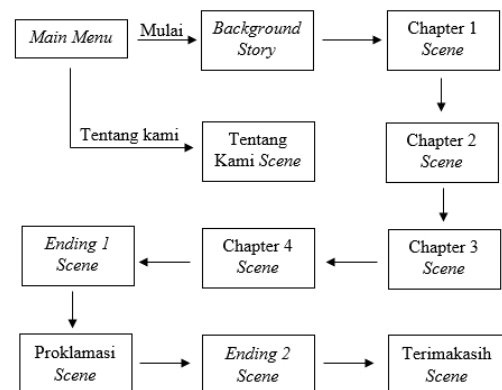 Main Menu
Mulai
Background
Story
Chapter 1
Scene
Tentang kami
Tentang
Kami Scene
Chapter 2
Scene
Ending 1
Scene
Chapter 4
Scene
Chapter 3
Scene
Proklamasi
Scene
Ending 2
Scene
Terimakasih
Scene